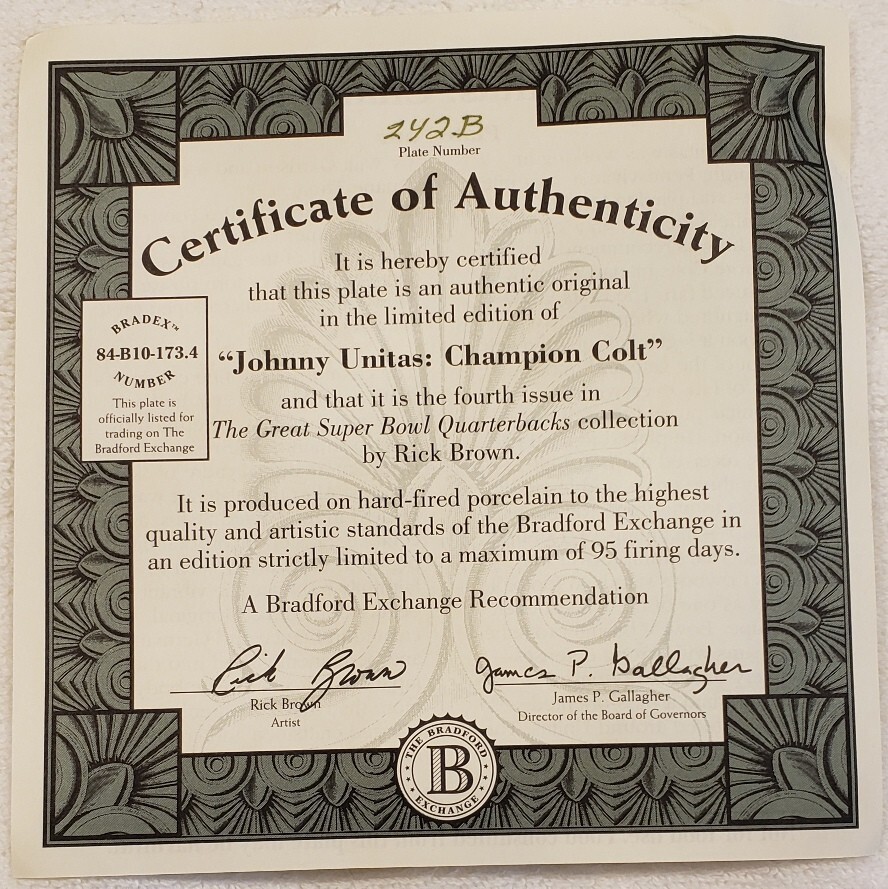 242B
Plate Number
Certificate of Authenticity
It is hereby certified
that this plate is an authentic original
in the limited edition of
“Johnny Unitas: Champion Colt”
and that it is the fourth issue in
The Great Super Bowl Quarterbacks collection
by Rick Brown.
BRADEX™
84-B10-173.4
NUMBER
This plate is
officially listed for
trading on The
Bradford Exchange
It is produced on hard-fired porcelain to the highest
quality and artistic standards of the Bradford Exchange in
an edition strictly limited to a maximum of 95 firing days.
A Bradford Exchange Recommendation
Rick Brown
Rick Brown
Artist
James P. Gallagher
James P. Gallagher
Director of the Board of Governors
THE BRADFORD
B
EXCHANGE